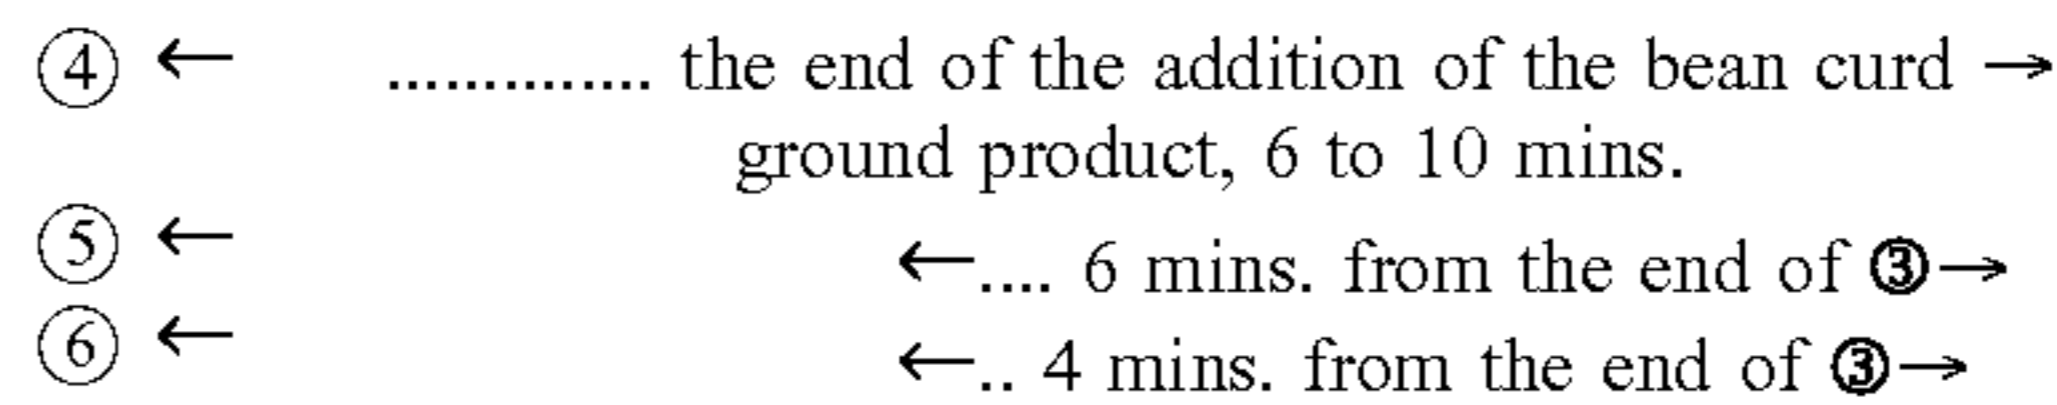 ④ ← .............. the end of the addition of the bean curd →
ground product, 6 to 10 mins.
⑤ ← ←.... 6 mins. from the end of ③→
⑥ ← ←.. 4 mins. from the end of ③→